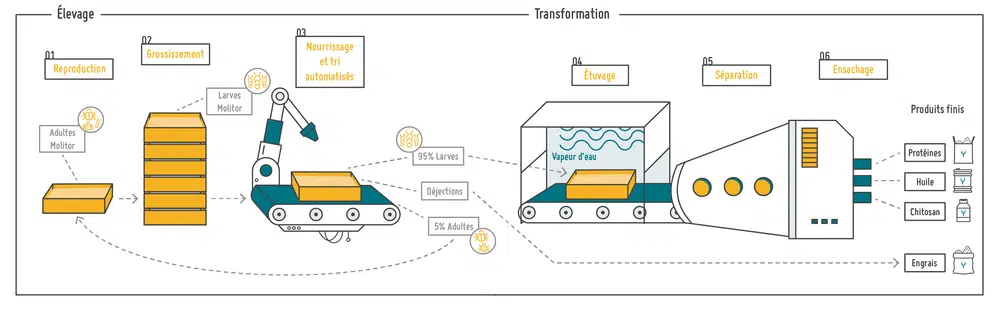 Élevage
Transformation
01
Reproduction
02
Grossissement
03
Nourrissage
et tri
automatisés
04
Étuvage
05
Séparation
06
Ensachage
Adultes
Molitor
Larves
Molitor
95% Larves
Déjections
5% Adultes
Vapeur d'eau
Produits finis
Protéines
Y
Huile
Y
Chitosan
Y
Engrais
Y